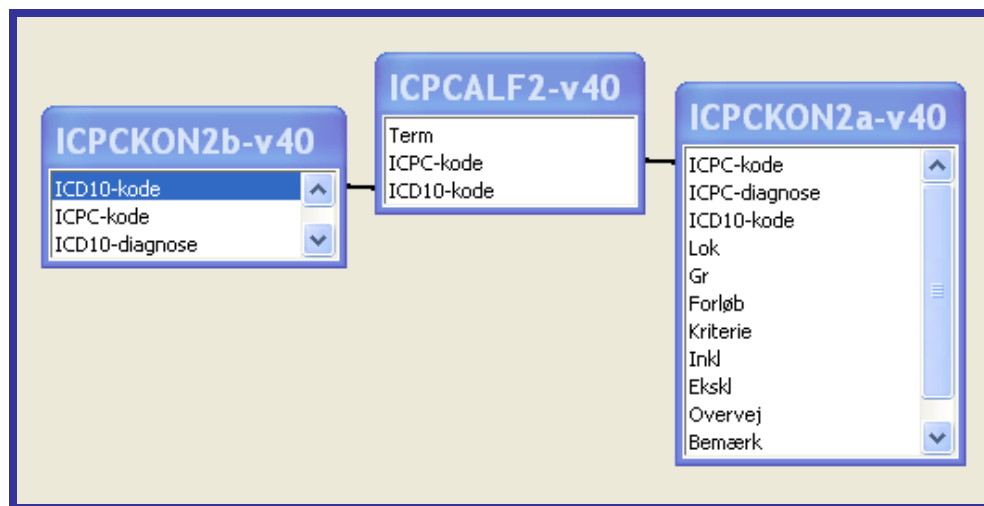 ICPCKON2b-v40
ICD10-kode
ICPC-kode
ICD10-diagnose
ICPCALF2-v40
Term
ICPC-kode
ICD10-kode
ICPCKON2a-v40
ICPC-kode
ICPC-diagnose
ICD10-kode
Lok
Gr
Forløb
Kriterie
Inkl
Ekskl
Overvej
Bemærk